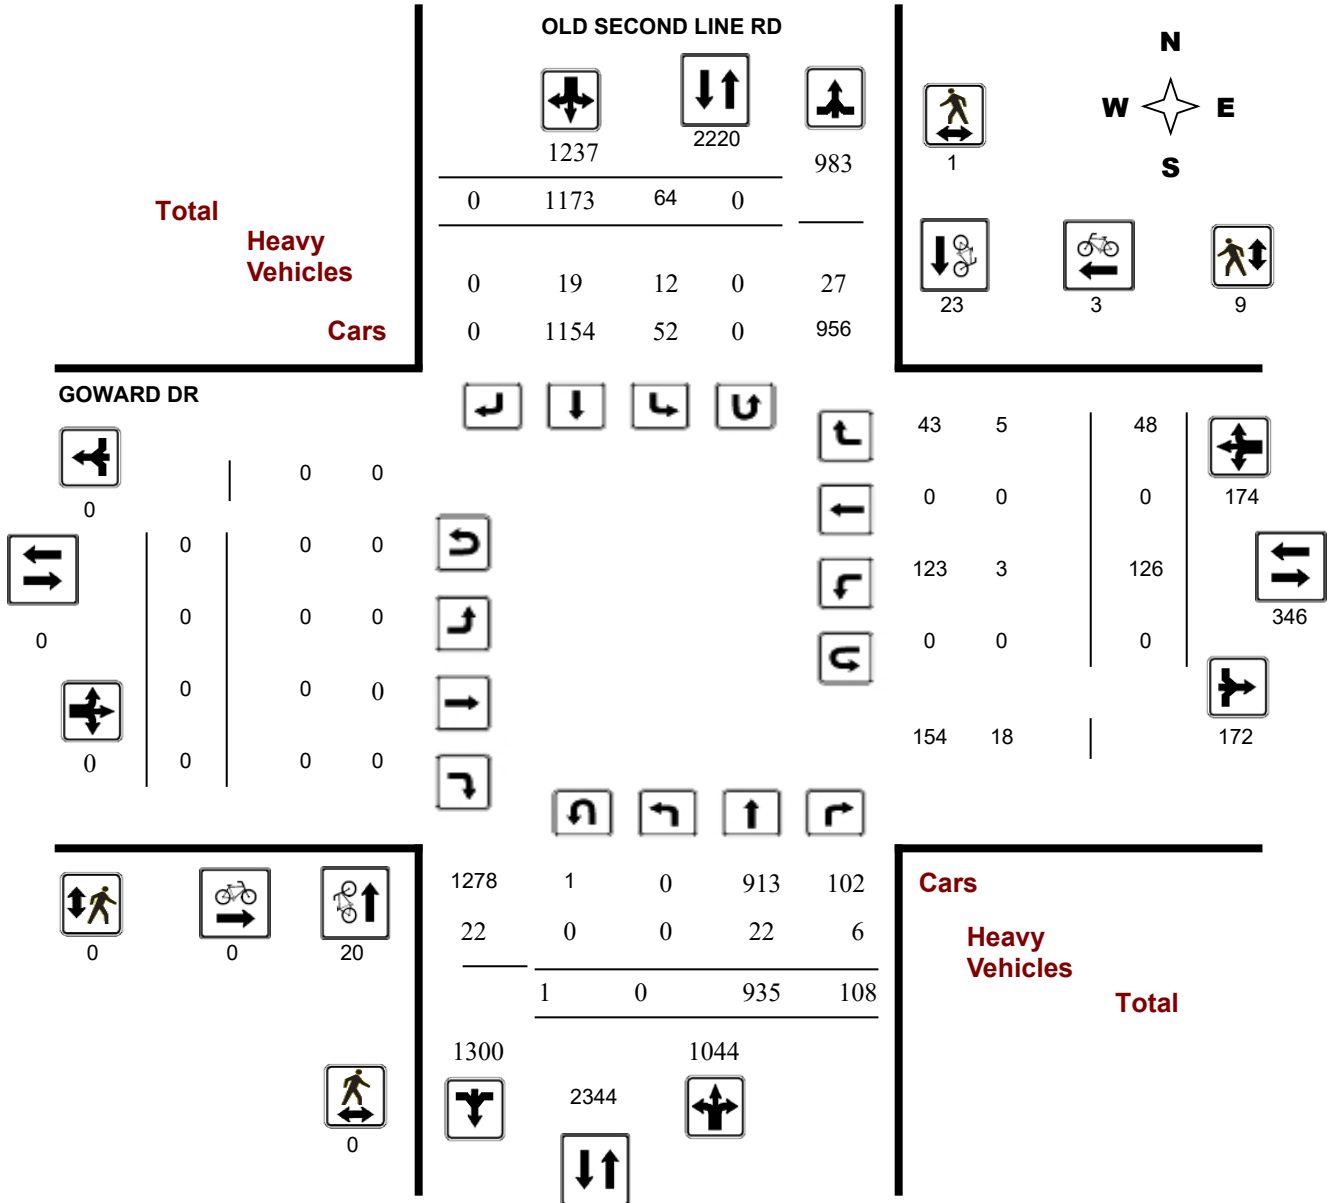 OLD SECOND LINE RD
N
W E
S
1237 2220 983 1
Total 0 1173 64 0
Heavy
Vehicles
0 19 12 0 27
23 3 9
Cars 0 1154 52 0 956
GOWARD DR
43 5 48
0 0
0 0 0 0 174
0
0 0 0
123 3 126
0 0 0 346
0 0 0 0
0 0 0
0 0 0
154 18 172
1278 1 0 913 102 Cars
22 0 0 22 6 Heavy
Vehicles
0 0 20
1 0 935 108 Total
1300 1044
2344
0